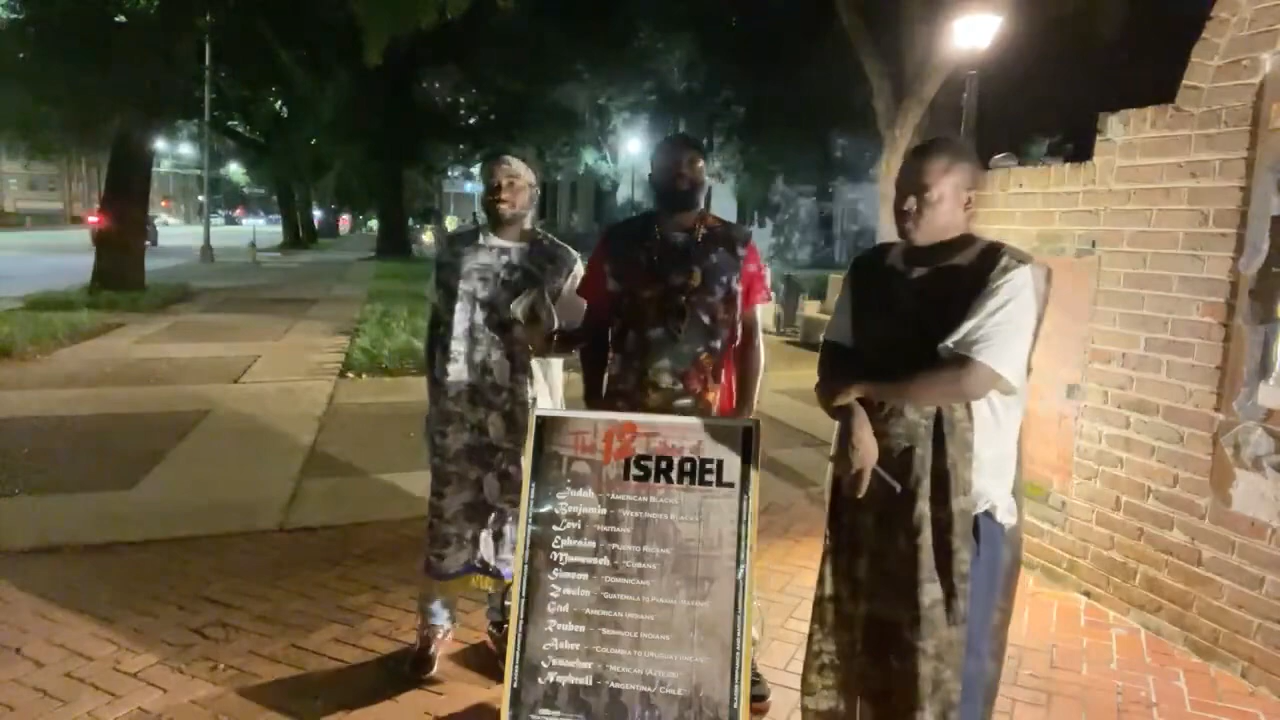 The 12 Tribes of
ISRAEL
Judah - "AMERICAN BLACKS"
Benjamin - "WEST INDIES BLACKS"
Levi - "HAITIANS"
Ephraim - "PUERTO RICANS"
Manasseh - "CUBANS"
Simeon - "DOMINICANS"
Zebulon - "GUATEMALA TO PANAMA
Gad - "AMERICAN INDIANS"
Reuben - "SEMINOLE INDIANS"
Asher - "COLOMBIA TO URUGUAY
Issachar - "MEXICAN (AZTECS)"
Naphtali - "ARGENTINA/ CHILE"